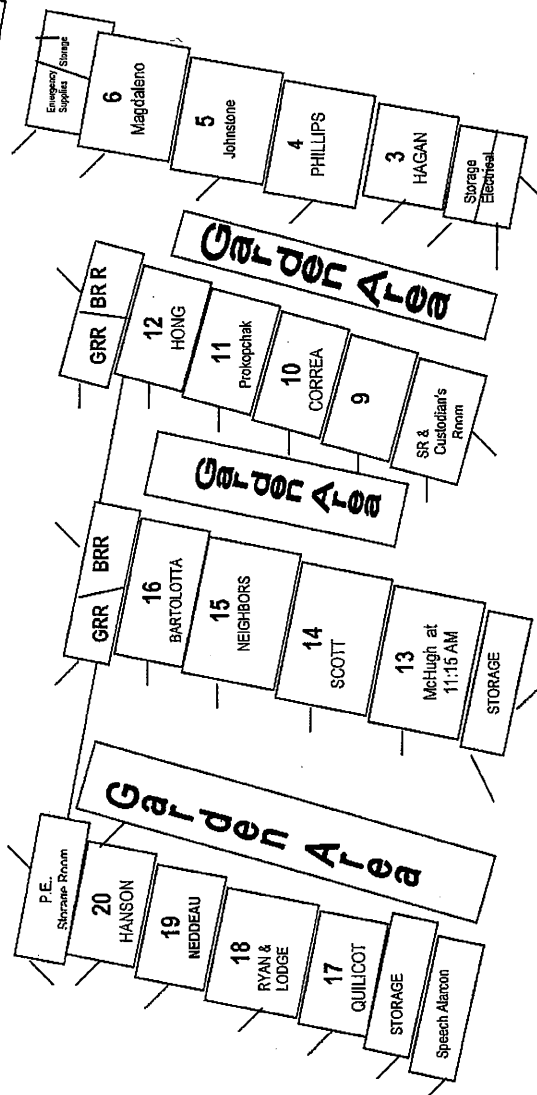 Emergency
Supplies
Storage
6
Magdaleno
5
Johnstone
4
PHILLIPS
3
HAGAN
Storage
Electrical
Garden Area
GRR
BRR
12
HONG
11
Prokopchak
10
CORREA
9
SR &
Custodian's
Room
Garden Area
GRR
BRR
16
BARTOLOTTA
15
NEIGHBORS
14
SCOTT
13
McHugh at
11:15 AM
STORAGE
Garden Area
P.E.
Storage Room
20
HANSON
19
NEDDEAU
18
RYAN &
LODGE
17
QUILICOT
STORAGE
Speech Alarcon